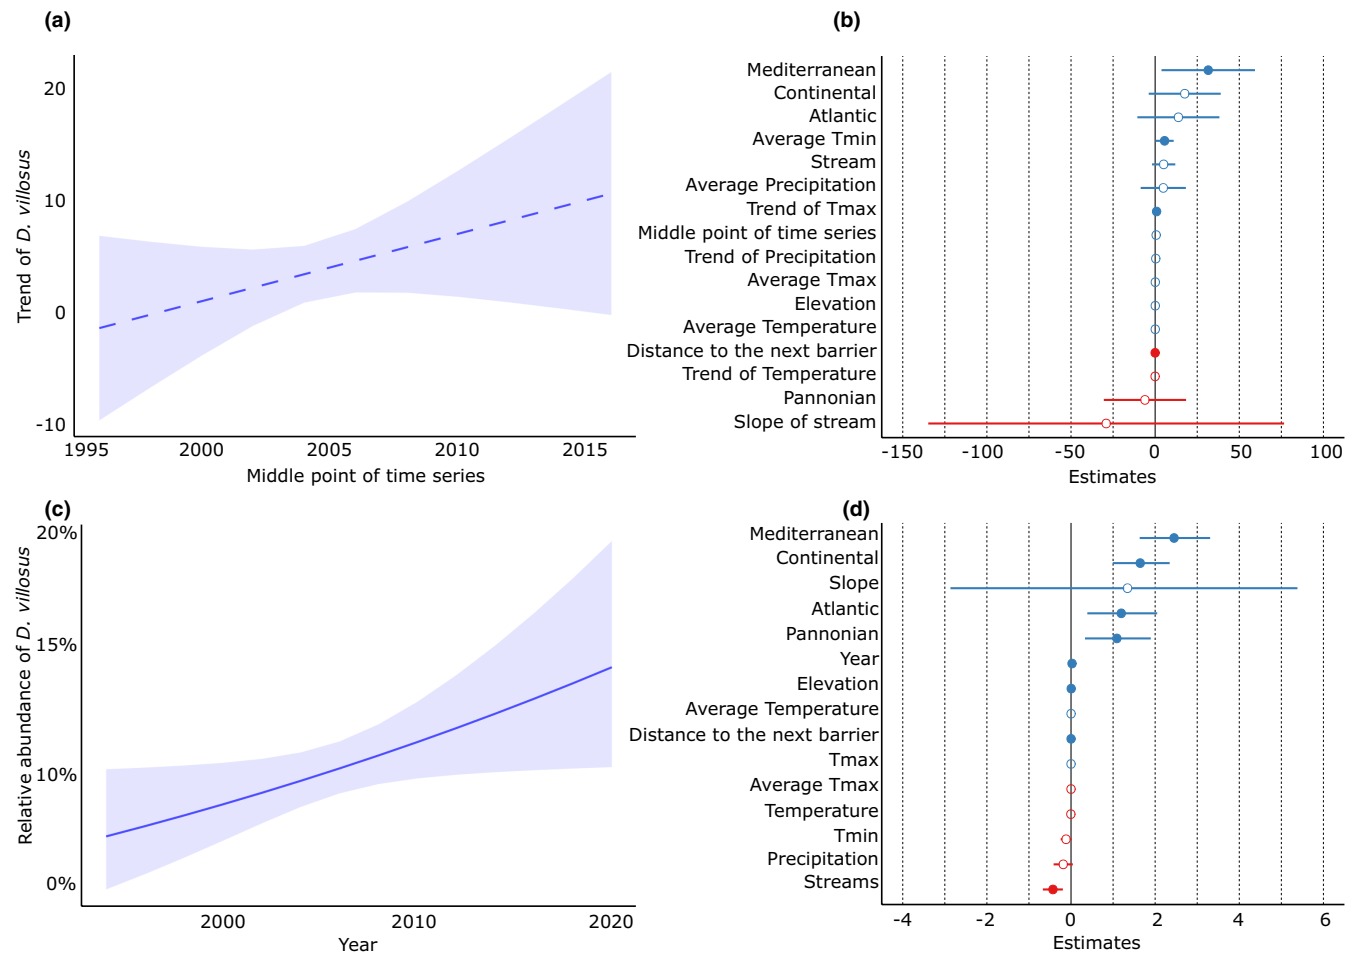 (a)
20
10
0
-10
Trend of D. villosus
1995 2000 2005 2010 2015
Middle point of time series
(b)
Mediterranean
Continental
Atlantic
Average Tmin
Stream
Average Precipitation
Trend of Tmax
Middle point of time series
Trend of Precipitation
Average Tmax
Elevation
Average Temperature
Distance to the next barrier
Trend of Temperature
Pannonian
Slope of stream
-150 -100 -50 0 50 100
Estimates
(c)
20%
15%
10%
0%
Relative abundance of D. villosus
2000 2010 2020
Year
(d)
Mediterranean
Continental
Slope
Atlantic
Pannonian
Year
Elevation
Average Temperature
Distance to the next barrier
Tmax
Average Tmax
Temperature
Tmin
Precipitation
Streams
-4 -2 0 2 4 6
Estimates